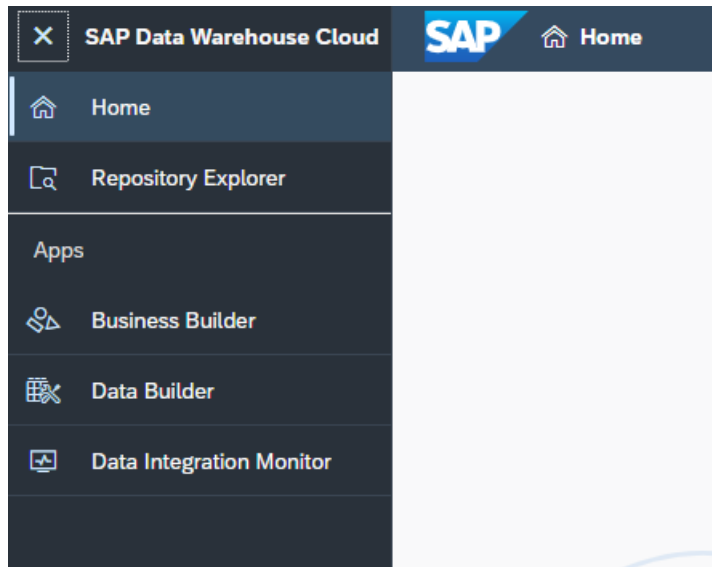 SAP Data Warehouse Cloud
SAP Home
Home
Repository Explorer
Apps
Business Builder
Data Builder
Data Integration Monitor